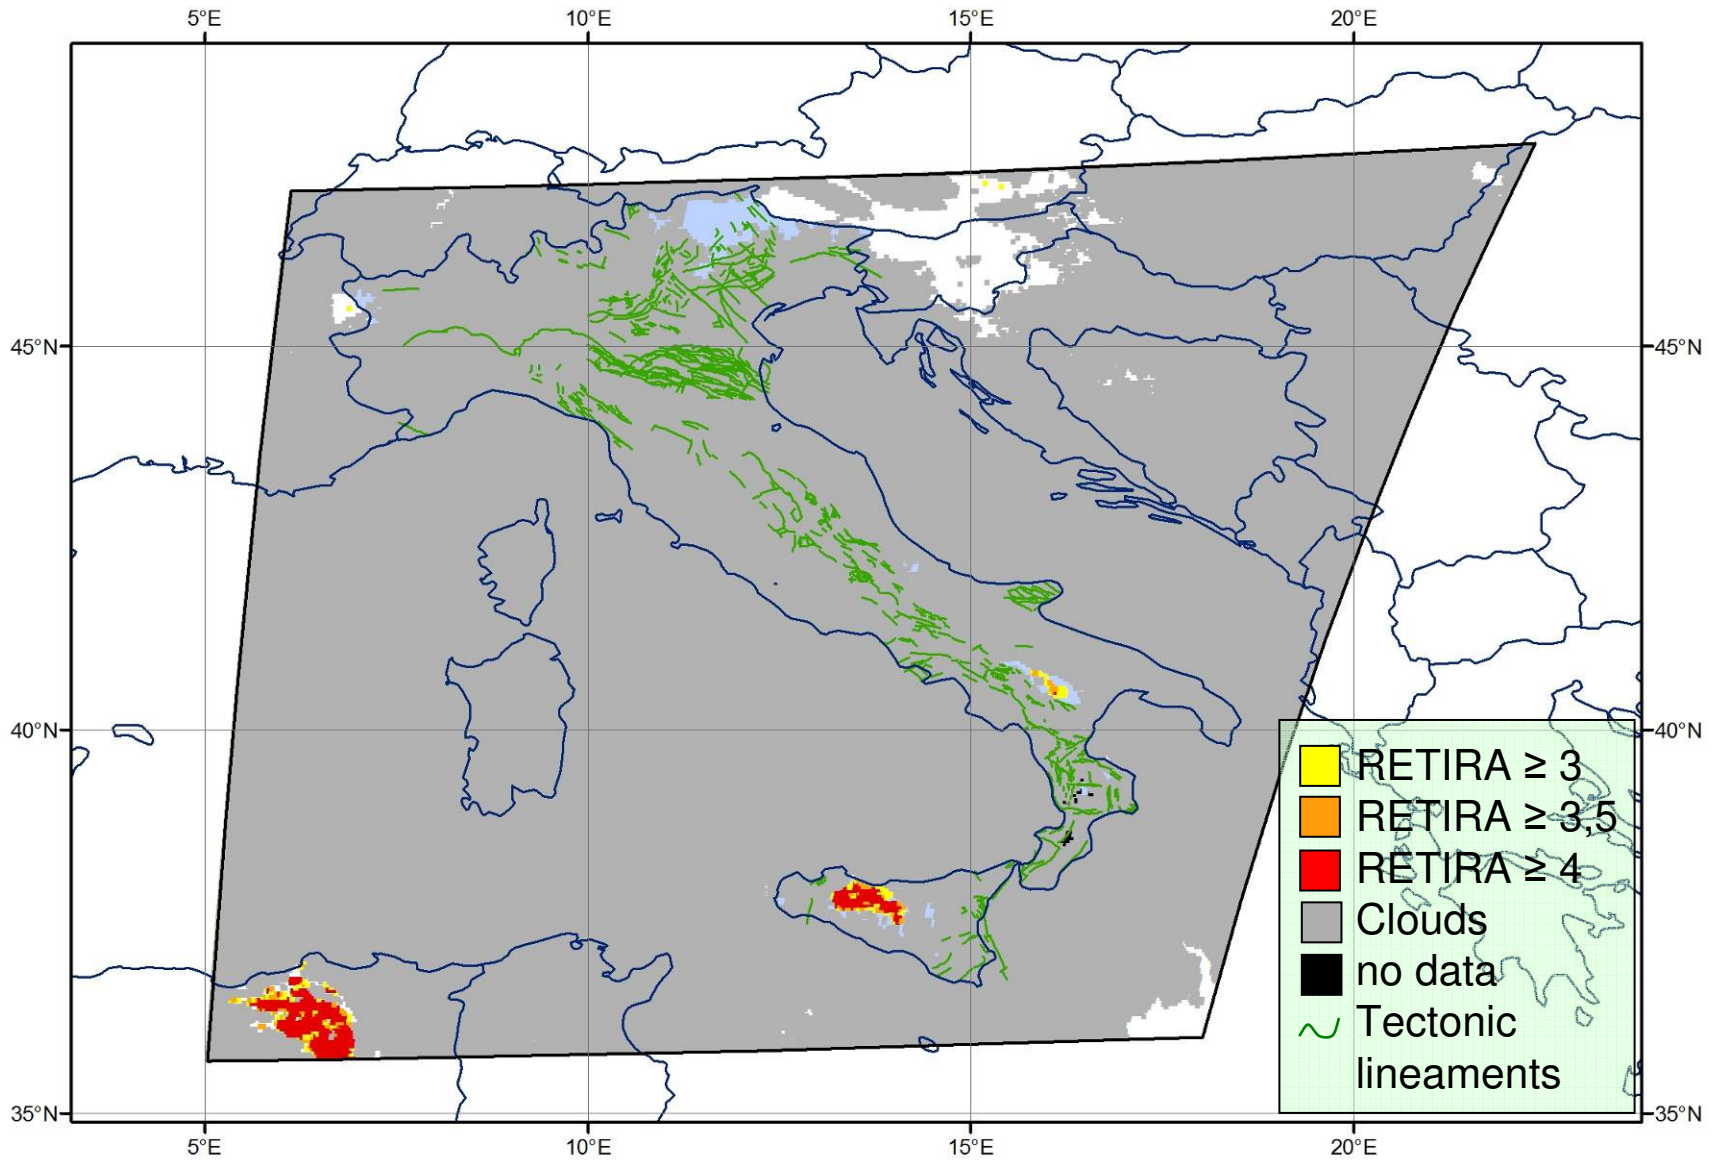 5°E 10°E 15°E 20°E
45°N 45°N
40°N 40°N
RETIRA ≥ 3
RETIRA ≥ 3,5
RETIRA ≥ 4
Clouds
no data
Tectonic
lineaments
35°N 35°N
5°E 10°E 15°E 20°E